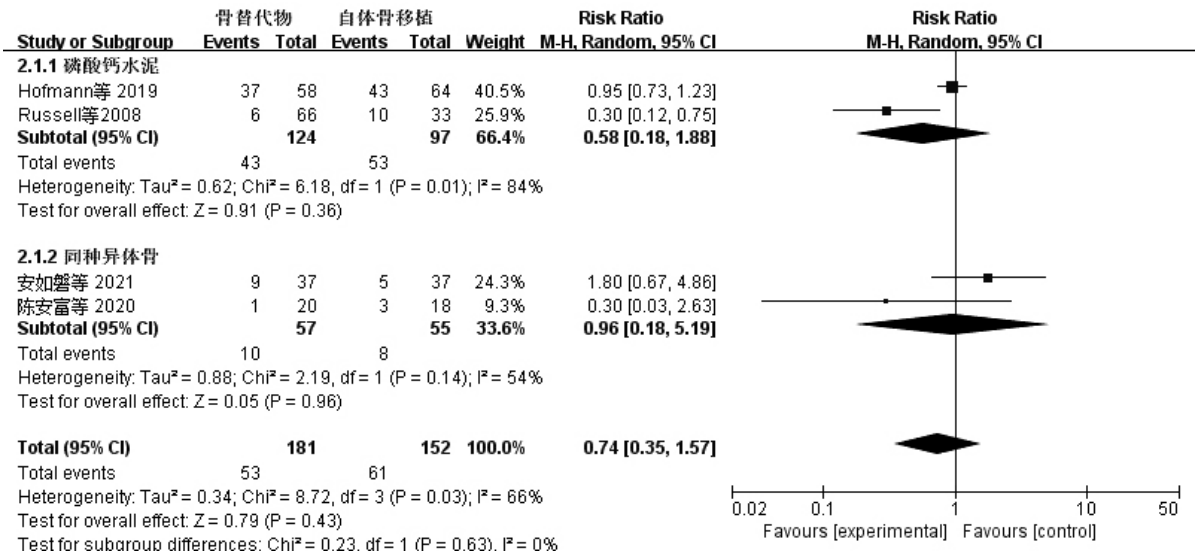 骨替代物 自体骨移植 Risk Ratio Risk Ratio
Study or Subgroup Events Total Events Total Weight M-H, Random, 95% CI M-H, Random, 95% CI
2.1.1 磷酸钙水泥
Hofmann等 2019 37 58 43 64 40.5% 0.95 [0.73, 1.23]
Russell等2008 6 66 10 33 25.9% 0.30 [0.12, 0.75]
Subtotal (95% CI) 124 97 66.4% 0.58 [0.18, 1.88]
Total events 43 53
Heterogeneity: Tau² = 0.62; Chi² = 6.18, df = 1 (P = 0.01); I² = 84%
Test for overall effect: Z = 0.91 (P = 0.36)
2.1.2 同种异体骨
安如磐等 2021 9 37 5 37 24.3% 1.80 [0.67, 4.86]
陈安富等 2020 1 20 3 18 9.3% 0.30 [0.03, 2.63]
Subtotal (95% CI) 57 55 33.6% 0.96 [0.18, 5.19]
Total events 10 8
Heterogeneity: Tau² = 0.88; Chi² = 2.19, df = 1 (P = 0.14); I² = 54%
Test for overall effect: Z = 0.05 (P = 0.96)
Total (95% CI) 181 152 100.0% 0.74 [0.35, 1.57]
Total events 53 61
Heterogeneity: Tau² = 0.34; Chi² = 8.72, df = 3 (P = 0.03); I² = 66%
Test for overall effect: Z = 0.79 (P = 0.43)
Test for subgroup differences: Chi² = 0.23, df = 1 (P = 0.63), I² = 0%
0.02 0.1 1 10 50
Favours [experimental] Favours [control]